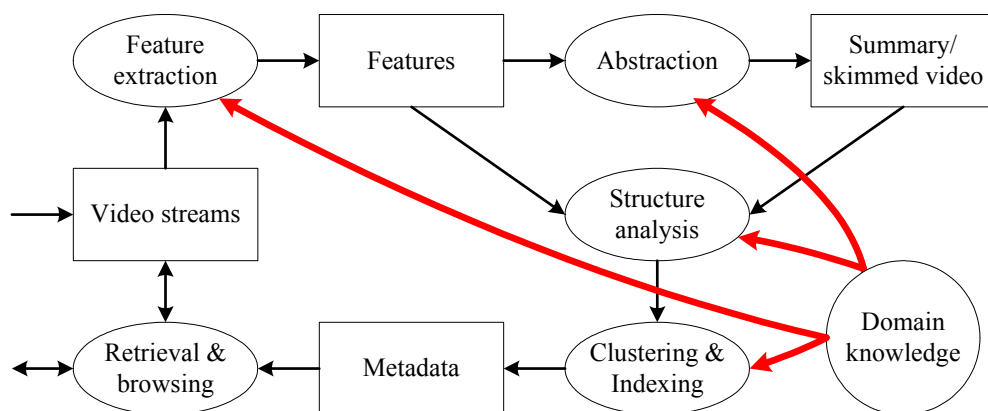 Feature
extraction
Features
Abstraction
Summary/
skimmed video
Video streams
Structure
analysis
Retrieval &
browsing
Metadata
Clustering &
Indexing
Domain
knowledge